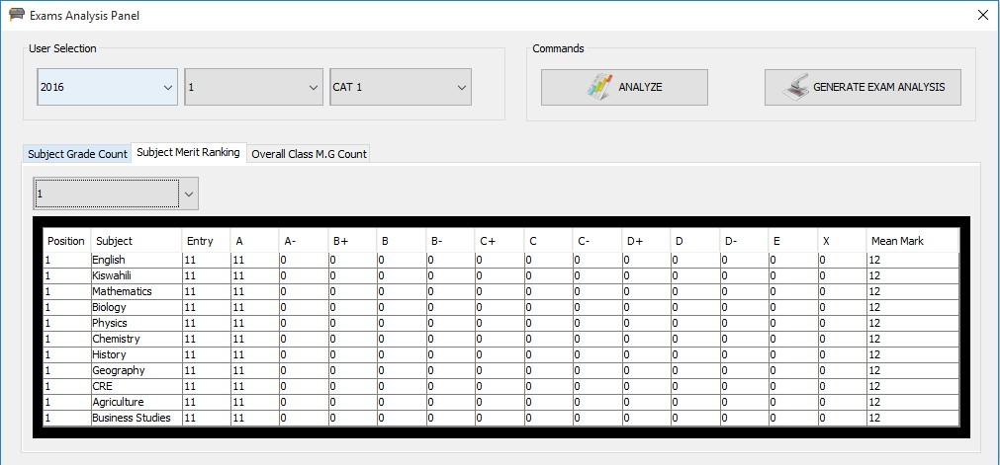 Exams Analysis Panel
User Selection
Commands
2016 1 CAT 1 ANALYZE GENERATE EXAM ANALYSIS
Subject Grade Count Subject Merit Ranking Overall Class M.G Count
1
Position Subject Entry A A- B+ B B- C+ C C- D+ D D- E X Mean Mark
1 English 11 11 0 0 0 0 0 0 0 0 0 0 0 0 12
1 Kiswahili 11 11 0 0 0 0 0 0 0 0 0 0 0 0 12
1 Mathematics 11 11 0 0 0 0 0 0 0 0 0 0 0 0 12
1 Biology 11 11 0 0 0 0 0 0 0 0 0 0 0 0 12
1 Physics 11 11 0 0 0 0 0 0 0 0 0 0 0 0 12
1 Chemistry 11 11 0 0 0 0 0 0 0 0 0 0 0 0 12
1 History 11 11 0 0 0 0 0 0 0 0 0 0 0 0 12
1 Geography 11 11 0 0 0 0 0 0 0 0 0 0 0 0 12
1 CRE 11 11 0 0 0 0 0 0 0 0 0 0 0 0 12
1 Agriculture 11 11 0 0 0 0 0 0 0 0 0 0 0 0 12
1 Business Studies 11 11 0 0 0 0 0 0 0 0 0 0 0 0 12